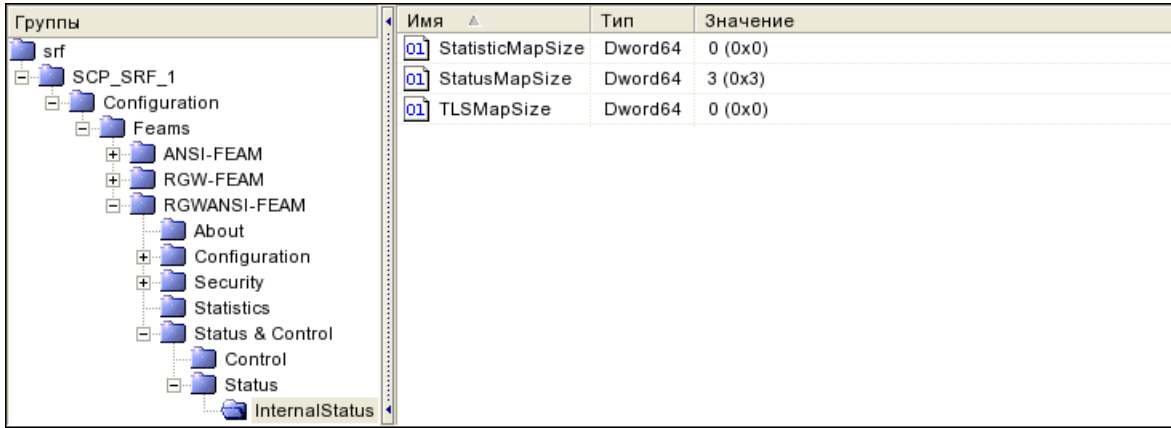 Группы
srf
SCP_SRF_1
Configuration
Feams
ANSI-FEAM
RGW-FEAM
RGWANSI-FEAM
About
Configuration
Security
Statistics
Status & Control
Control
Status
InternalStatus
Имя Тип Значение
StatisticMapSize Dword64 0 (0x0)
StatusMapSize Dword64 3 (0x3)
TLSMapSize Dword64 0 (0x0)